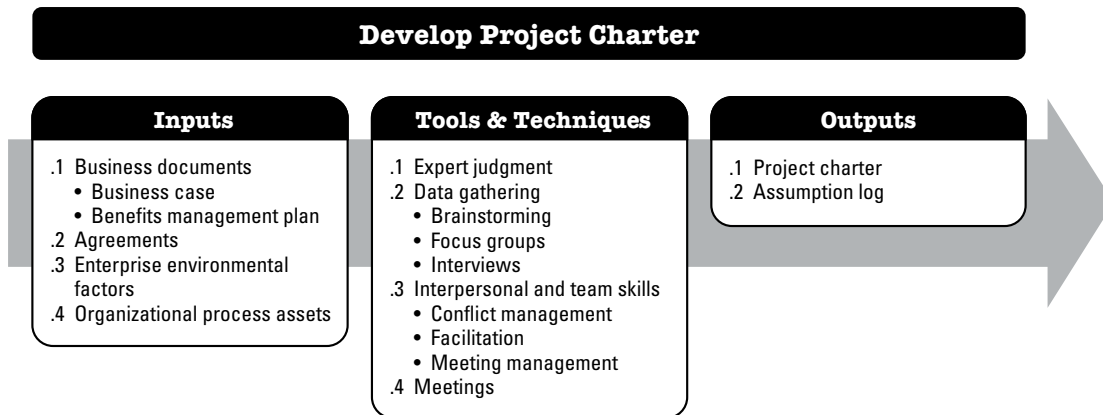 Develop Project Charter
Inputs
.1 Business documents
• Business case
• Benefits management plan
.2 Agreements
.3 Enterprise environmental
factors
.4 Organizational process assets
Tools & Techniques
.1 Expert judgment
.2 Data gathering
• Brainstorming
• Focus groups
• Interviews
.3 Interpersonal and team skills
• Conflict management
• Facilitation
• Meeting management
.4 Meetings
Outputs
.1 Project charter
.2 Assumption log